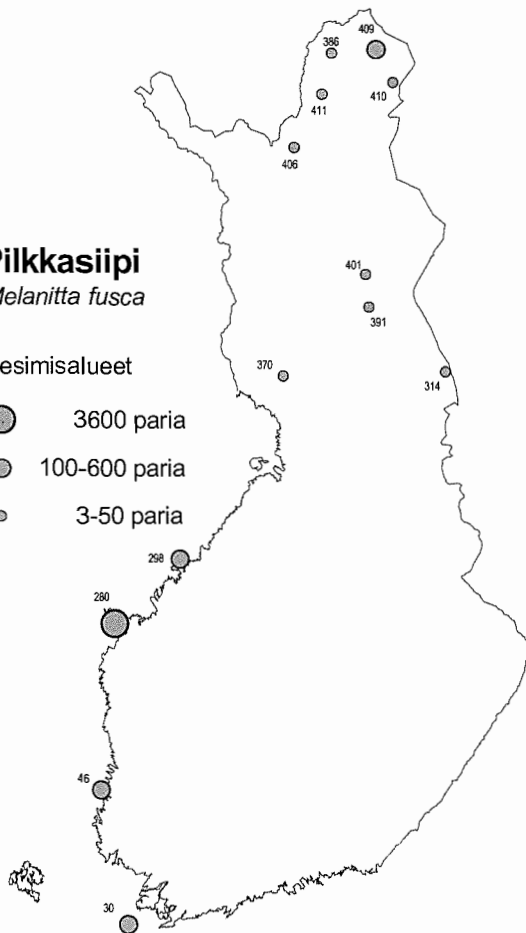 409
386
410
411
406
Pilkkasiipi
Melanitta fusca
401
391
esimisalueet
370
314
3600 paria
100-600 paria
3-50 paria
298
280
46
30